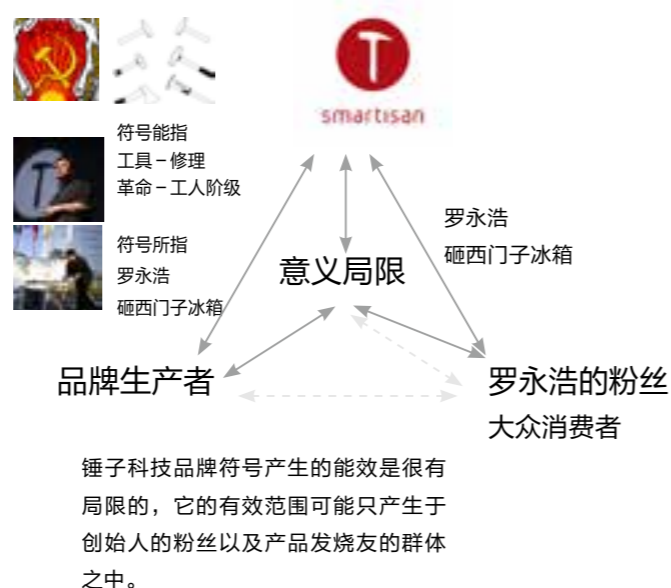 smartisan
符号能指
工具－修理
革命－工人阶级
符号所指
罗永浩
砸西门子冰箱
罗永浩
砸西门子冰箱
意义局限
品牌生产者
罗永浩的粉丝
大众消费者
锤子科技品牌符号产生的能效是很有
局限的，它的有效范围可能只产生于
创始人的粉丝以及产品发烧友的群体
之中。